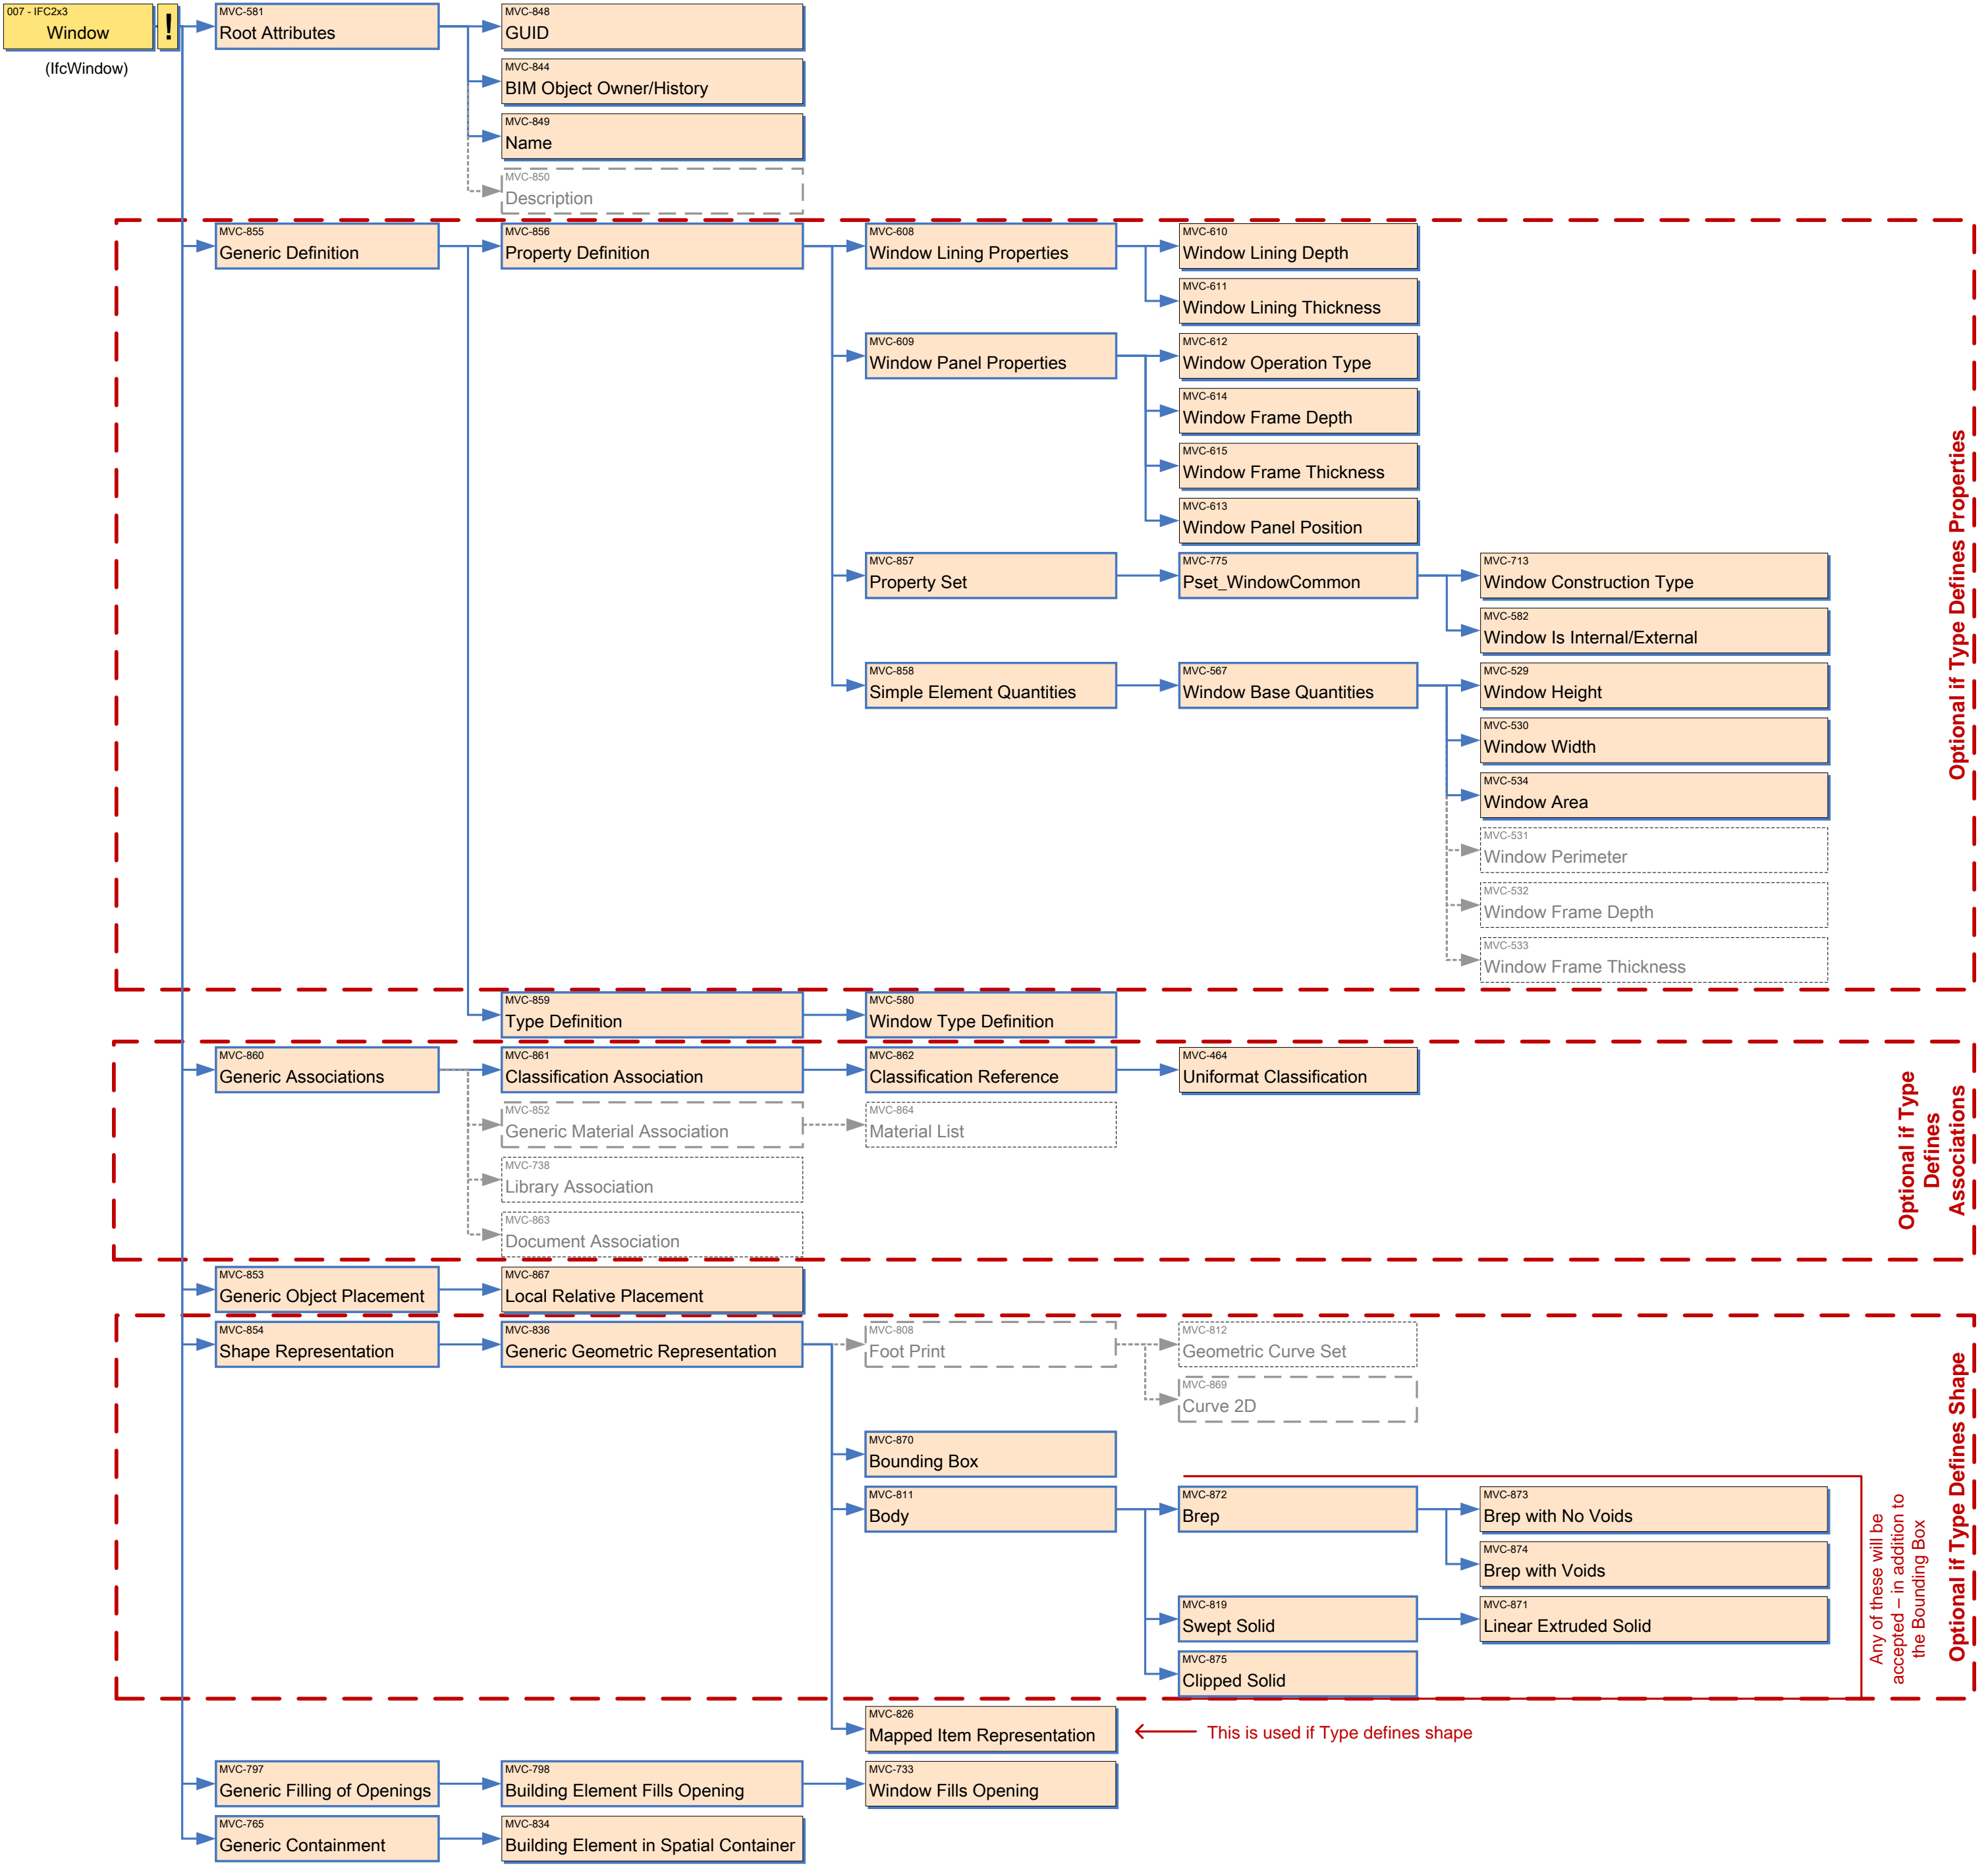 007 - IFC2x3
Window
!
(IfcWindow)
MVC-581
Root Attributes
MVC-848
GUID
MVC-844
BIM Object Owner/History
MVC-849
Name
MVC-850
Description
MVC-855
Generic Definition
MVC-856
Property Definition
MVC-608
Window Lining Properties
MVC-610
Window Lining Depth
MVC-611
Window Lining Thickness
MVC-609
Window Panel Properties
MVC-612
Window Operation Type
MVC-614
Window Frame Depth
MVC-615
Window Frame Thickness
MVC-613
Window Panel Position
MVC-857
Property Set
MVC-775
Pset_WindowCommon
MVC-713
Window Construction Type
MVC-582
Window Is Internal/External
MVC-858
Simple Element Quantities
MVC-567
Window Base Quantities
MVC-529
Window Height
MVC-530
Window Width
MVC-534
Window Area
MVC-531
Window Perimeter
MVC-532
Window Frame Depth
MVC-533
Window Frame Thickness
Optional if Type Defines Properties
MVC-859
Type Definition
MVC-580
Window Type Definition
MVC-860
Generic Associations
MVC-861
Classification Association
MVC-862
Classification Reference
MVC-464
Uniformat Classification
MVC-852
Generic Material Association
MVC-864
Material List
MVC-738
Library Association
MVC-863
Document Association
Optional if Type
Defines
Associations
MVC-853
Generic Object Placement
MVC-867
Local Relative Placement
MVC-854
Shape Representation
MVC-836
Generic Geometric Representation
MVC-808
Foot Print
MVC-812
Geometric Curve Set
MVC-869
Curve 2D
MVC-870
Bounding Box
MVC-811
Body
MVC-872
Brep
MVC-873
Brep with No Voids
MVC-874
Brep with Voids
MVC-819
Swept Solid
MVC-871
Linear Extruded Solid
MVC-875
Clipped Solid
Any of these will be
accepted – in addition to
the Bounding Box
Optional if Type Defines Shape
MVC-826
Mapped Item Representation
This is used if Type defines shape
MVC-797
Generic Filling of Openings
MVC-798
Building Element Fills Opening
MVC-733
Window Fills Opening
MVC-765
Generic Containment
MVC-834
Building Element in Spatial Container